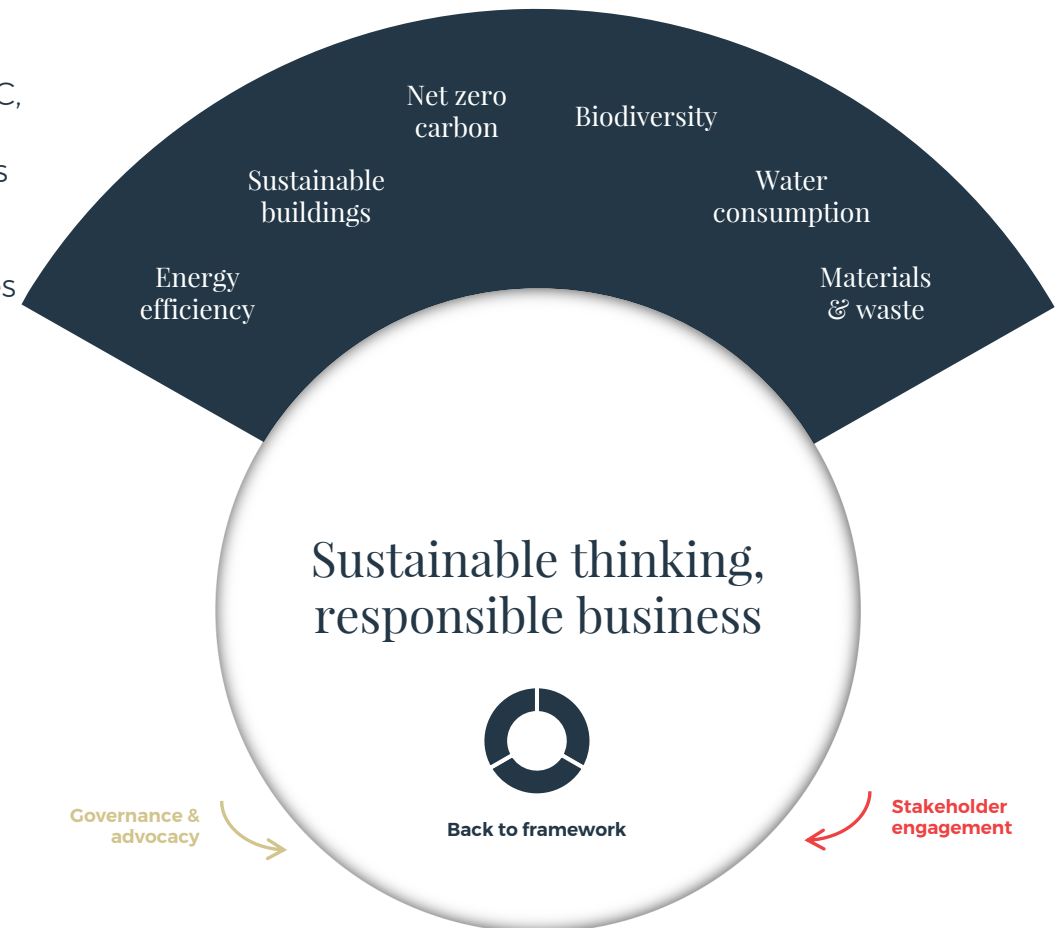 C,
s
s
Net zero
carbon
Biodiversity
Sustainable
buildings
Water
consumption
Energy
efficiency
Materials
& waste
Sustainable thinking,
responsible business
Back to framework
Governance &
advocacy
Stakeholder
engagement